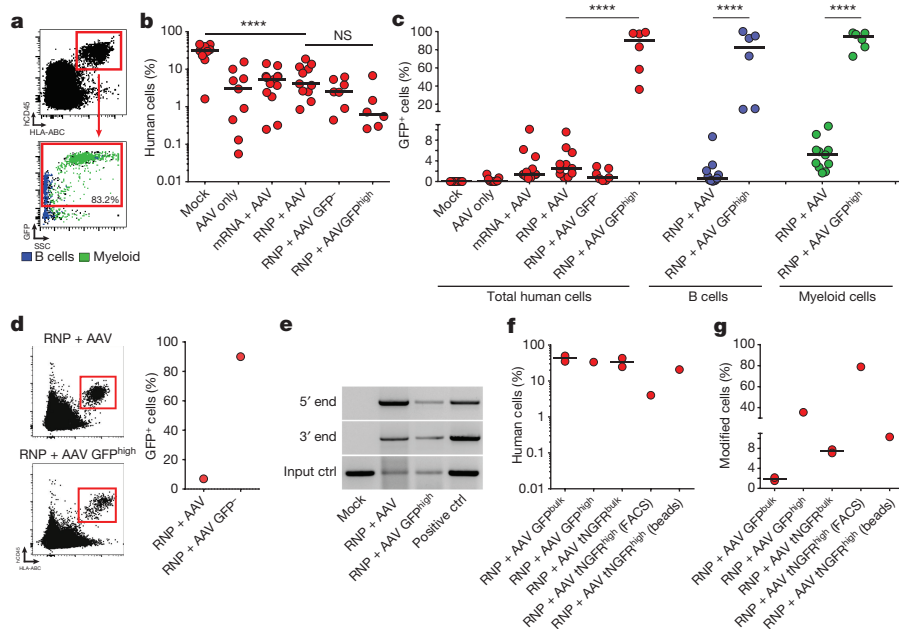 a
hCD45
HLA-ABC
83.2%
GFP
SSC
B cells
Myeloid
b
****
NS
Human cells (%)
100
10
1
0.1
0.01
Mock
AAV only
mRNA + AAV
RNP + AAV
RNP + AAV GFP–
RNP + AAVGFPhigh
c
****
****
****
GFP+ cells (%)
100
80
60
40
20
8
4
0
Mock
AAV only
mRNA + AAV
RNP + AAV
RNP + AAV GFP–
RNP + AAV GFPhigh
RNP + AAV
RNP + AAV GFPhigh
RNP + AAV
RNP + AAV GFPhigh
Total human cells
B cells
Myeloid cells
d
RNP + AAV
RNP + AAV GFPhigh
hCD45
HLA-ABC
GFP+ cells (%)
100
80
60
40
20
0
RNP + AAV
RNP + AAV GFP–
e
5′ end
3′ end
Input ctrl
Mock
RNP + AAV
RNP + AAV GFPhigh
Positive ctrl
f
Human cells (%)
100
10
1
0.1
0.01
RNP + AAV GFPbulk
RNP + AAV GFPhigh
RNP + AAV tNGFRbulk
RNP + AAV tNGFRhigh (FACS)
RNP + AAV tNGFRhigh (beads)
g
Modified cells (%)
100
80
60
40
20
8
4
0
RNP + AAV GFPbulk
RNP + AAV GFPhigh
RNP + AAV tNGFRbulk
RNP + AAV tNGFRhigh (FACS)
RNP + AAV tNGFRhigh (beads)